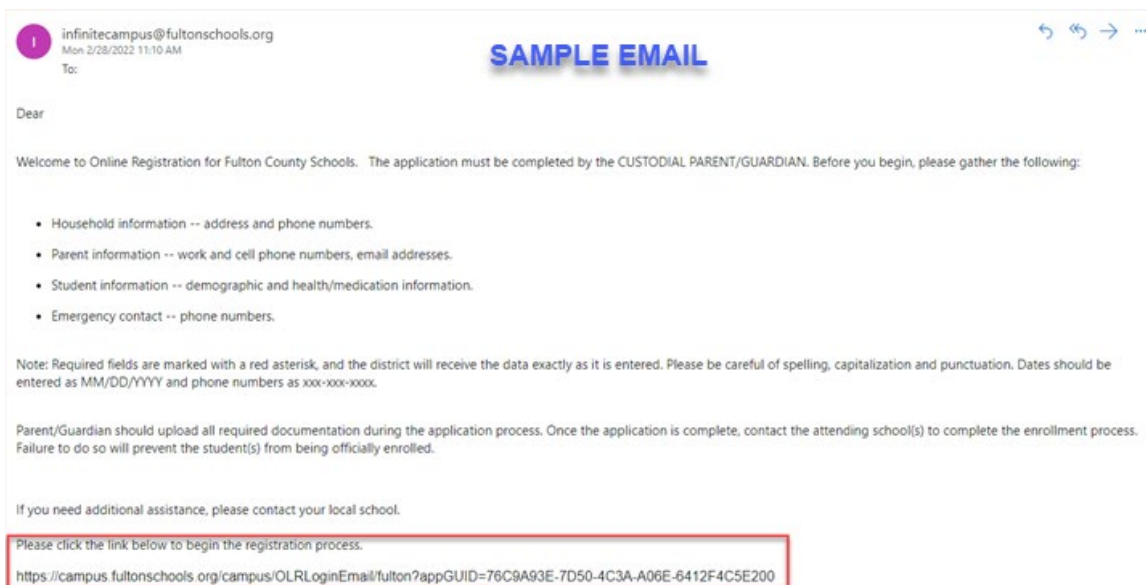 I
infinitecampus@fultonschools.org
Mon 2/28/2022 11:10 AM
To:
SAMPLE EMAIL
Dear
Welcome to Online Registration for Fulton County Schools.   The application must be completed by the CUSTODIAL PARENT/GUARDIAN. Before you begin, please gather the following:
• Household information -- address and phone numbers.
• Parent information -- work and cell phone numbers, email addresses.
• Student information -- demographic and health/medication information.
• Emergency contact -- phone numbers.
Note: Required fields are marked with a red asterisk, and the district will receive the data exactly as it is entered. Please be careful of spelling, capitalization and punctuation. Dates should be
entered as MM/DD/YYYY and phone numbers as xxx-xxx-xxxx.
Parent/Guardian should upload all required documentation during the application process. Once the application is complete, contact the attending school(s) to complete the enrollment process.
Failure to do so will prevent the student(s) from being officially enrolled.
If you need additional assistance, please contact your local school.
Please click the link below to begin the registration process.
https://campus.fultonschools.org/campus/OLRLoginEmail/fulton?appGUID=76C9A93E-7D50-4C3A-A06E-6412F4C5E200